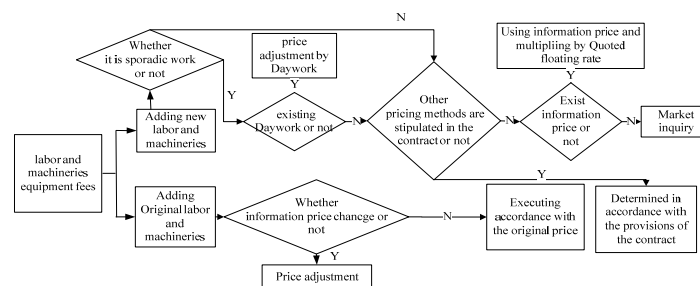 N
Whether
it is sporadic work
or not
price
adjustment by
Daywork
Using information price and
multipliing by Quoted
floating rate
Y
Y
Y
Adding new
labor and
machineries
existing
Daywork or not
N
Other
pricing methods are
stipulated in the
contract or not
N
Exist
information
price or
not
N
Market
inquiry
labor and
machineries
equipment fees
Adding
Original labor
and
machineries
Whether
information price change or
not
N
Y
Executing
accordance with
the original price
Y
Determined in
accordance with
the provisions of
the contract
Price adjustment